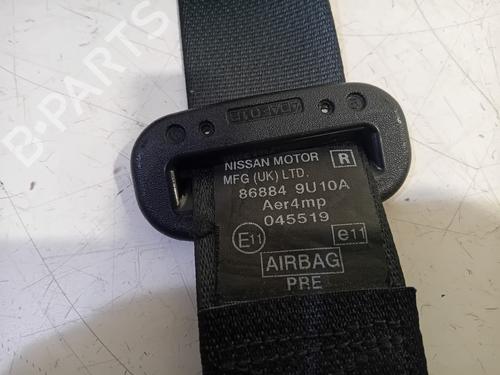 B-PARTS
NISSAN MOTOR R
MFG (UK) LTD.
86884 9U10A
Aer4mp
045519
E11 e11
AIRBAG
PRE